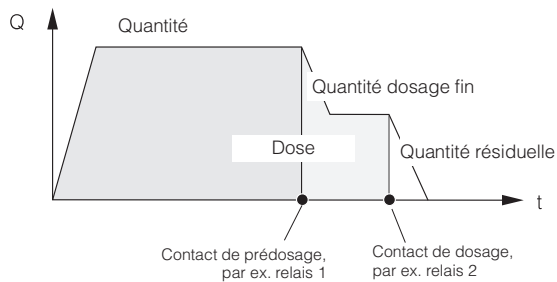 Q
Quantité
Quantité dosage fin
Dose
Quantité résiduelle
t
Contact de prédosage,
par ex. relais 1
Contact de dosage,
par ex. relais 2